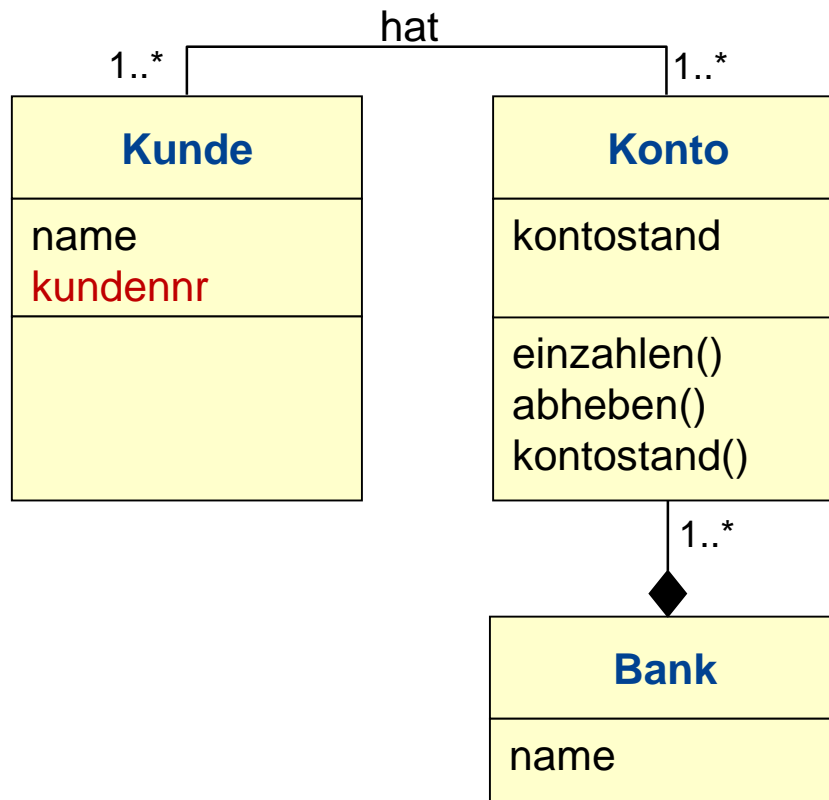 hat
1..*
1..*
Kunde
Konto
name
kundennr
kontostand
einzahlen()
abheben()
kontostand()
1..*
Bank
name